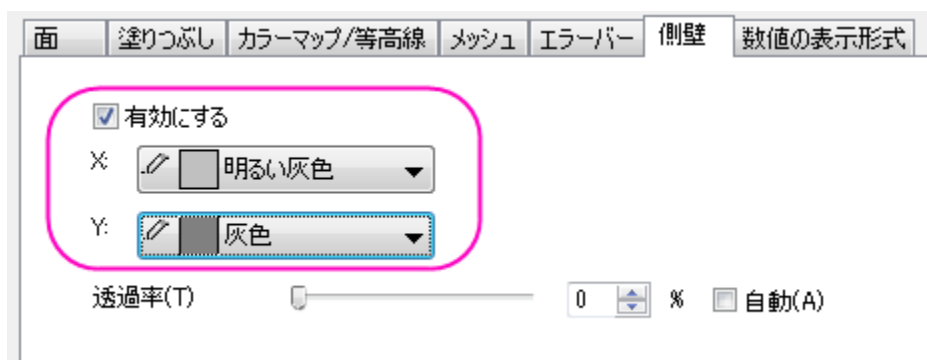 面 塗りつぶし カラーマップ/等高線 メッシュ エラーバー 側壁 数値の表示形式
有効にする
X: 明るい灰色
Y: 灰色
透過率(T) 0 % 自動(A)